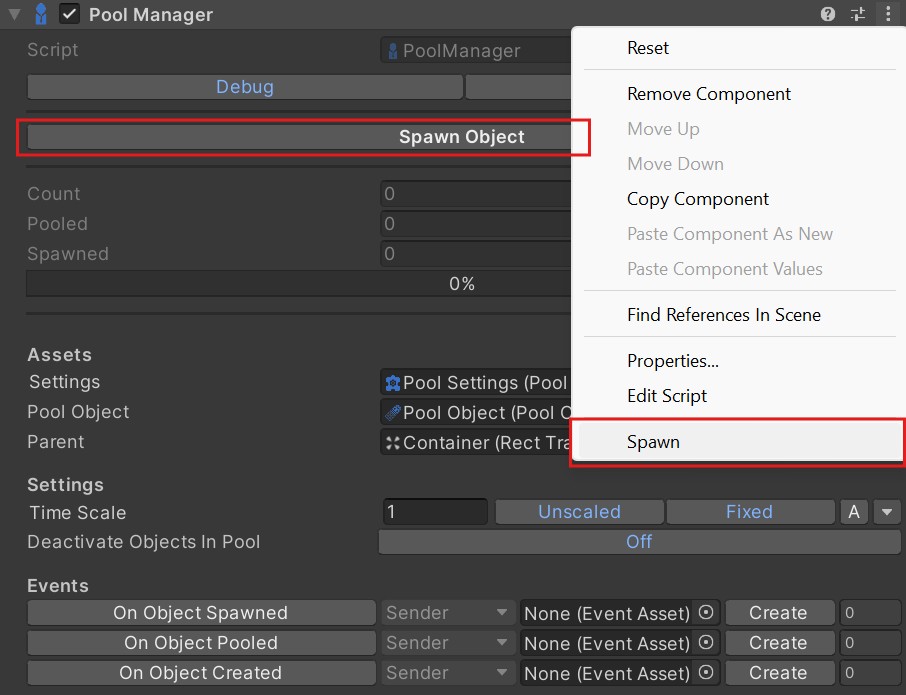 Pool Manager
Script PoolManager
Debug
Spawn Object
Count 0
Pooled 0
Spawned 0
0%
Assets
Settings Pool Settings (Pool
Pool Object Pool Object (Pool
Parent Container (Rect Tra
Settings
Time Scale 1 Unscaled Fixed A
Deactivate Objects In Pool Off
Events
On Object Spawned Sender None (Event Asset) Create 0
On Object Pooled Sender None (Event Asset) Create 0
On Object Created Sender None (Event Asset) Create 0
Reset
Remove Component
Move Up
Move Down
Copy Component
Paste Component As New
Paste Component Values
Find References In Scene
Properties...
Edit Script
Spawn